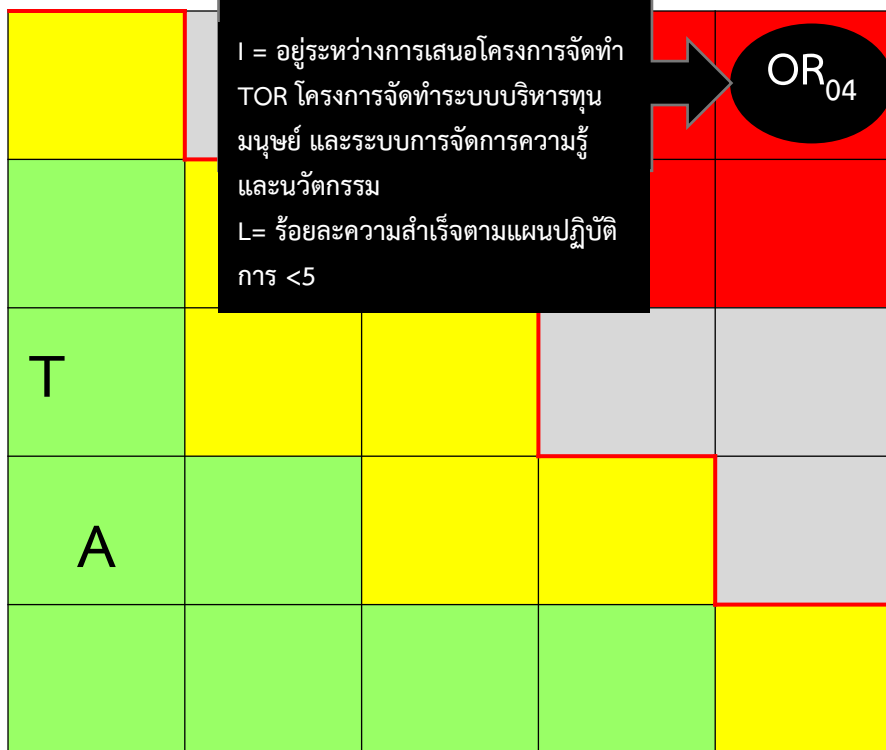 I = อยู่ระหว่างการเสนอโครงการจัดทำ
TOR โครงการจัดทำระบบบริหารทุน
มนุษย์ และระบบการจัดการความรู้
และนวัตกรรม
L= ร้อยละความสำเร็จตามแผนปฏิบัติ
การ <5
OR04
T
A